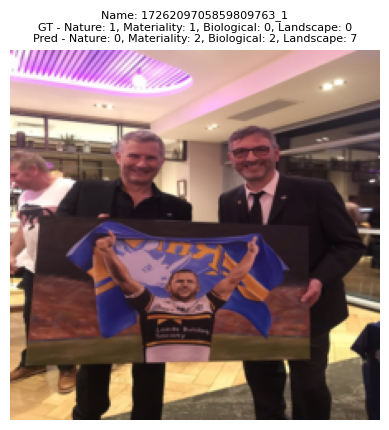 Name: 1726209705859809763_1
GT - Nature: 1, Materiality: 1, Biological: 0, Landscape: 0
Pred - Nature: 0, Materiality: 2, Biological: 2, Landscape: 7
Leeds Building
Society